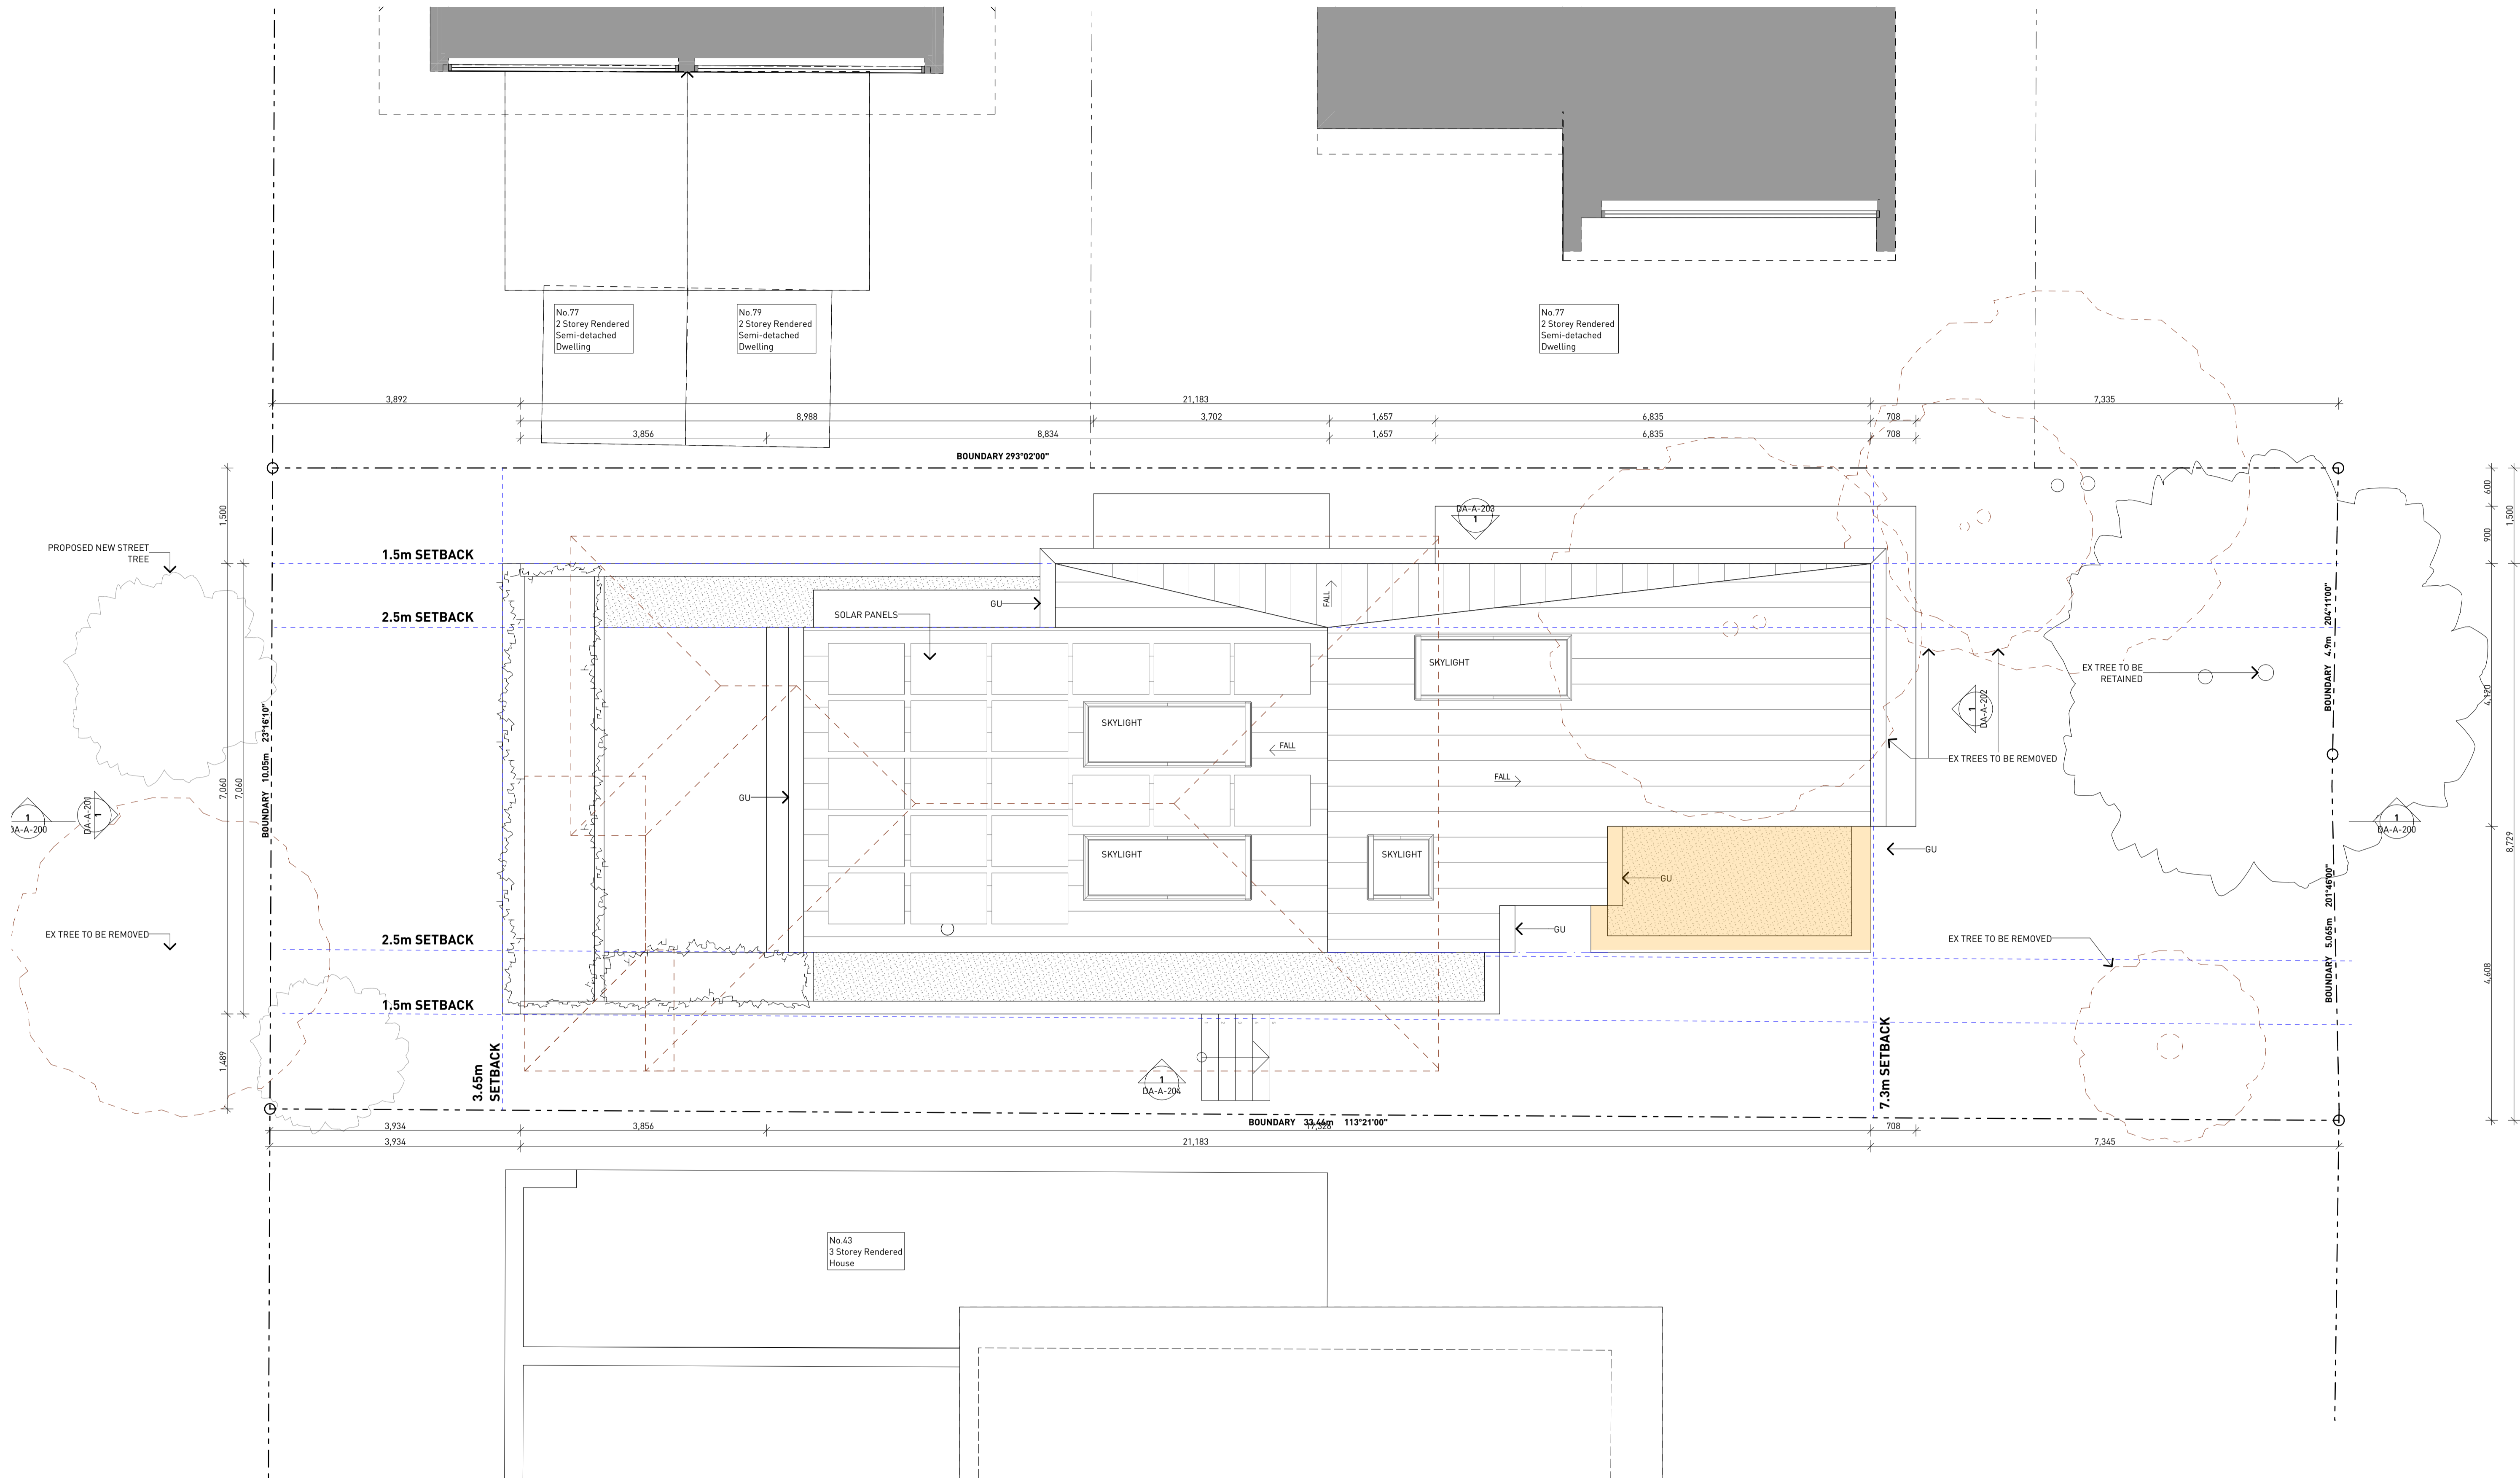 No.77
2 Storey Rendered
Semi-detached
Dwelling
No.79
2 Storey Rendered
Semi-detached
Dwelling
No.77
2 Storey Rendered
Semi-detached
Dwelling
3,892
21,183
7,335
8,988
3,702
1,657
6,835
708
3,856
8,834
1,657
6,835
708
BOUNDARY 293°02'00"
1,500
600
1,500
900
DA-A-203
1
PROPOSED NEW STREET
TREE
1.5m SETBACK
2.5m SETBACK
SOLAR PANELS
GU
FALL
SKYLIGHT
EX TREE TO BE
RETAINED
BOUNDARY 4.9m 204°11'00"
4,120
1
DA-A-202
SKYLIGHT
FALL
FALL
EX TREES TO BE REMOVED
BOUNDARY 10.05m 23°16'10"
7,060
7,060
GU
1
DA-A-201
1
DA-A-200
1
DA-A-200
8,729
SKYLIGHT
SKYLIGHT
GU
GU
GU
EX TREE TO BE REMOVED
2.5m SETBACK
EX TREE TO BE REMOVED
BOUNDARY 5.065m 201°46'00"
4,608
1.5m SETBACK
1,489
3.65m
SETBACK
1
DA-A-204
7.3m SETBACK
BOUNDARY 33.46m 113°21'00"
3,934
3,856
17,328
708
3,934
21,183
7,345
No.43
3 Storey Rendered
House